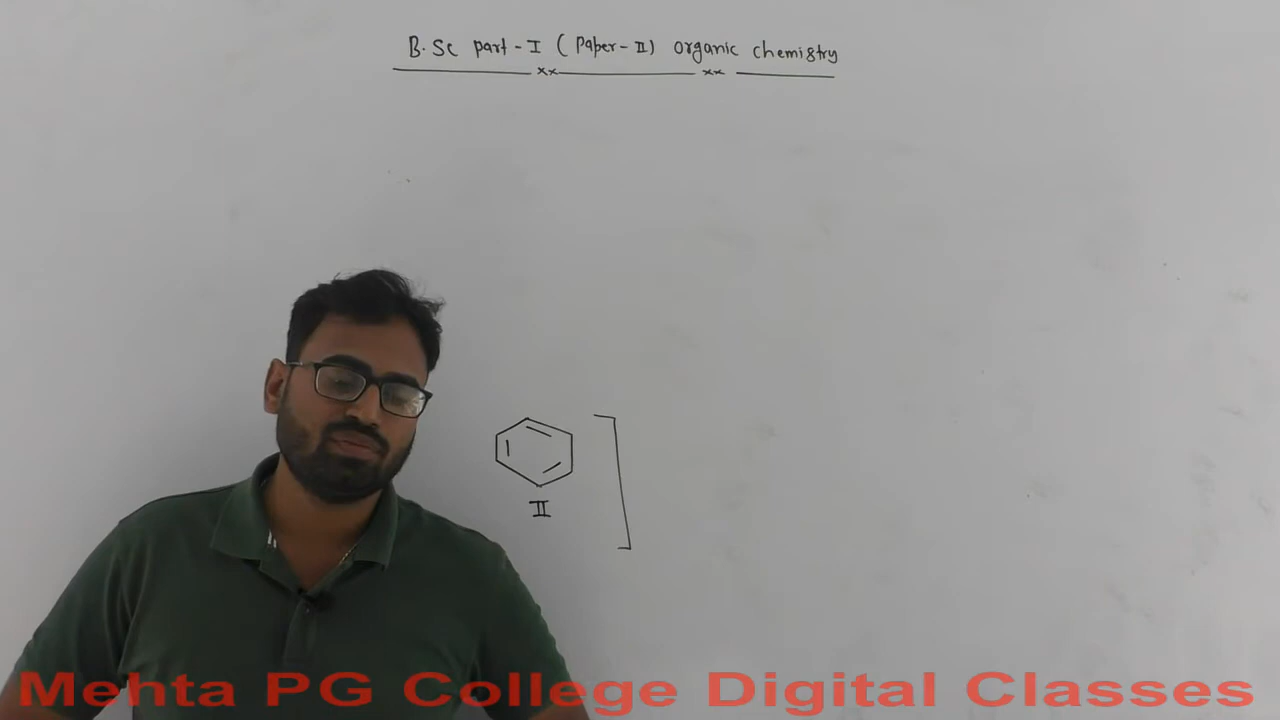 B.Sc part-I (Paper-II) organic chemistry
xx xx
II
Mehta PG College Digital Classes